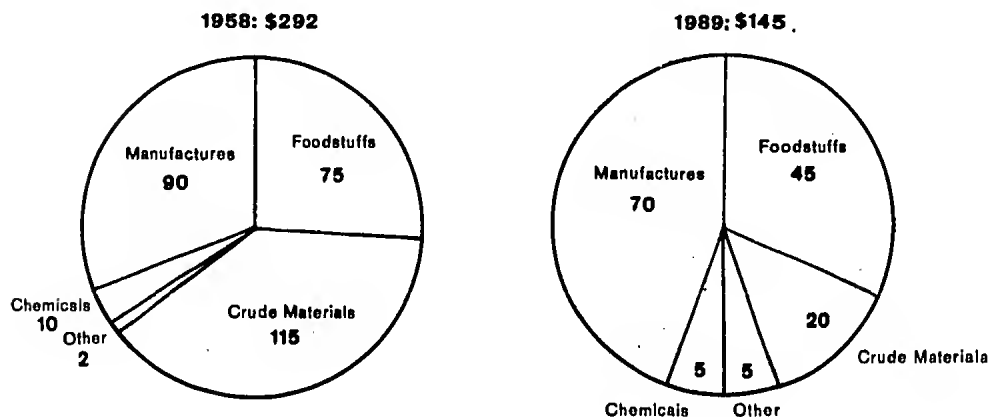 1958: $292
Manufactures
90
Foodstuffs
75
Chemicals
10
Other
2
Crude Materials
115
1989: $145.
Manufactures
70
Foodstuffs
45
20
Crude Materials
5
5
Chemicals
Other